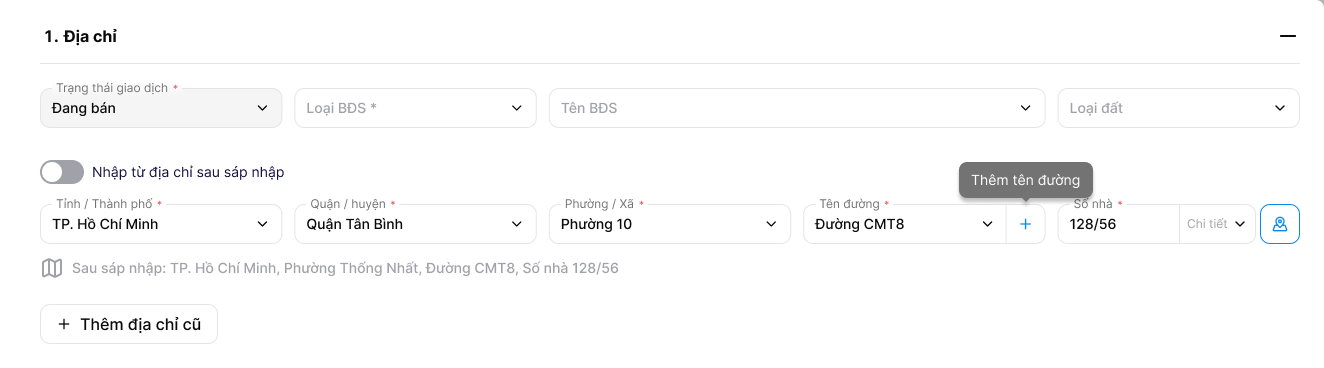 1. Địa chỉ
Trạng thái giao dịch *
Đang bán
Loại BĐS *
Tên BĐS
Loại đất
Nhập từ địa chỉ sau sáp nhập
Thêm tên đường
Tỉnh / Thành phố *
TP. Hồ Chí Minh
Quận / huyện *
Quận Tân Bình
Phường / Xã *
Phường 10
Tên đường *
Đường CMT8
+
Số nhà *
128/56
Chi tiết
Sau sáp nhập: TP. Hồ Chí Minh, Phường Thống Nhất, Đường CMT8, Số nhà 128/56
+ Thêm địa chỉ cũ